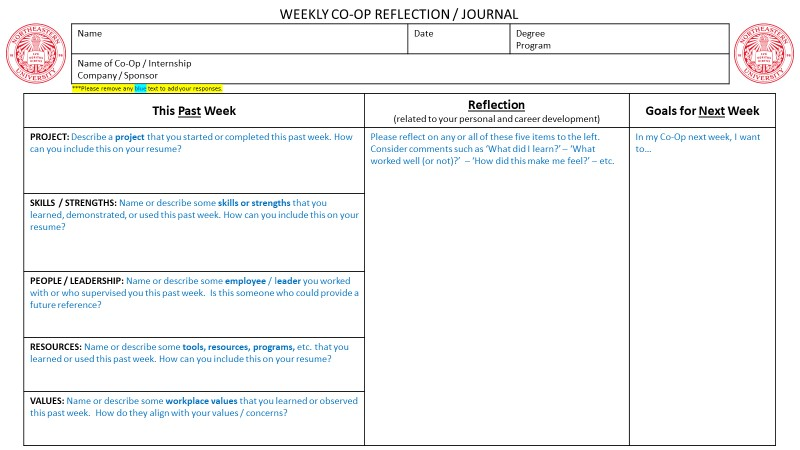 WEEKLY CO-OP REFLECTION / JOURNAL
NORTHEASTERN
UNIVERSITY
Name
Date
Degree
Program
Name of Co-Op / Internship
Company / Sponsor
NORTHEASTERN
UNIVERSITY
***Please remove any blue text to add your responses.
This Past Week
Reflection
(related to your personal and career development)
Goals for Next Week
PROJECT: Describe a project that you started or completed this past week. How
can you include this on your resume?
SKILLS / STRENGTHS: Name or describe some skills or strengths that you
learned, demonstrated, or used this past week. How can you include this on your
resume?
PEOPLE / LEADERSHIP: Name or describe some employee / leader you worked
with or who supervised you this past week. Is this someone who could provide a
future reference?
RESOURCES: Name or describe some tools, resources, programs, etc. that you
learned or used this past week. How can you include this on your resume?
VALUES: Name or describe some workplace values that you learned or observed
this past week. How do they align with your values / concerns?
Please reflect on any or all of these five items to the left.
Consider comments such as ‘What did I learn?’ – ‘What
worked well (or not)?’ – ‘How did this make me feel?’ – etc.
In my Co-Op next week, I want
to…